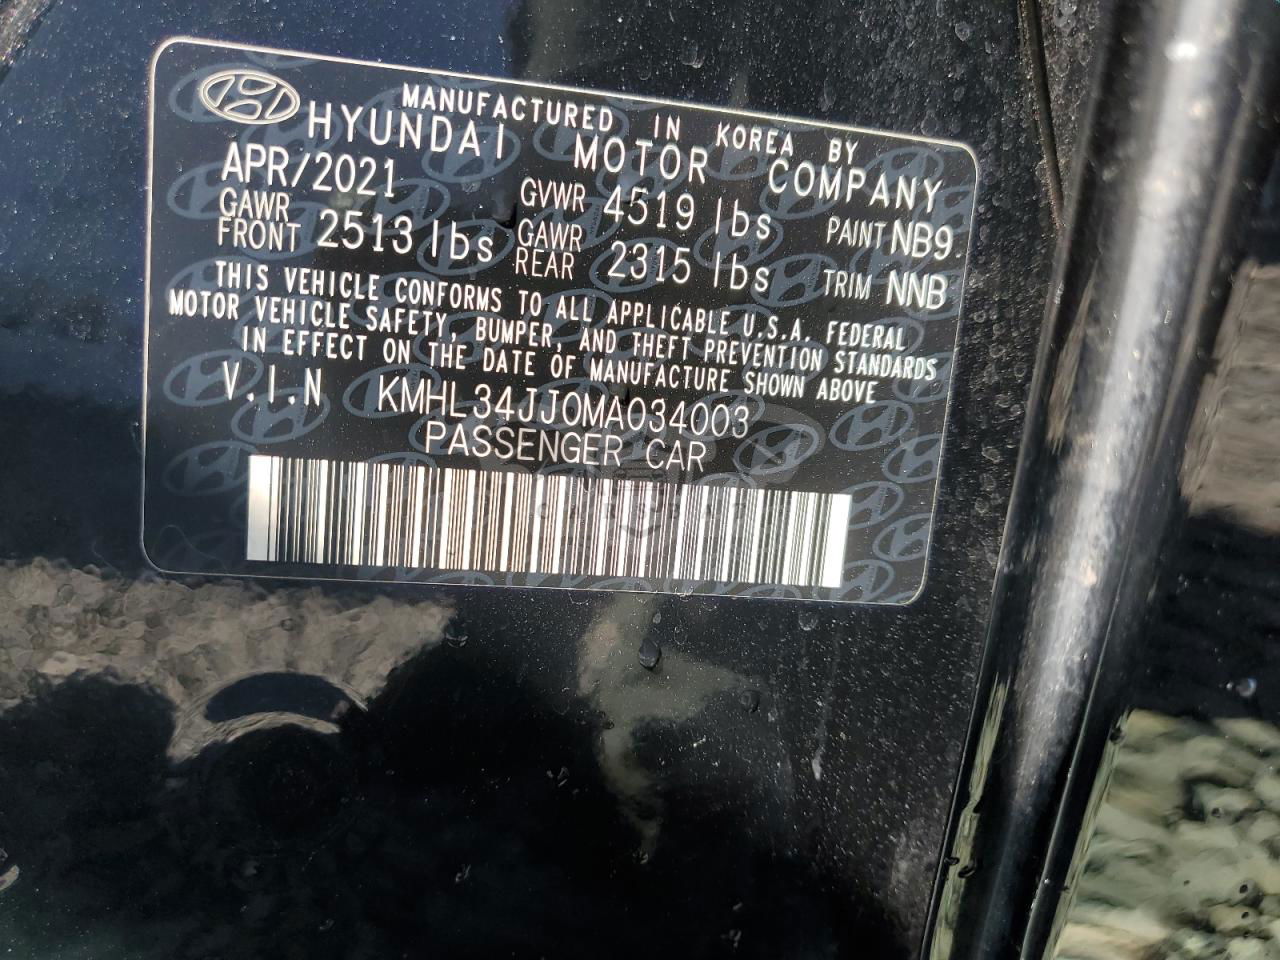 MANUFACTURED IN KOREA BY
HYUNDAI MOTOR COMPANY
APR/2021 GVWR 4519 lbs PAINT NB9
GAWR FRONT 2513 lbs GAWR REAR 2315 lbs TRIM NNB
THIS VEHICLE CONFORMS TO ALL APPLICABLE U.S.A. FEDERAL
MOTOR VEHICLE SAFETY, BUMPER, AND THEFT PREVENTION STANDARDS
IN EFFECT ON THE DATE OF MANUFACTURE SHOWN ABOVE
V.I.N KMHL34JJ0MA034003
PASSENGER CAR